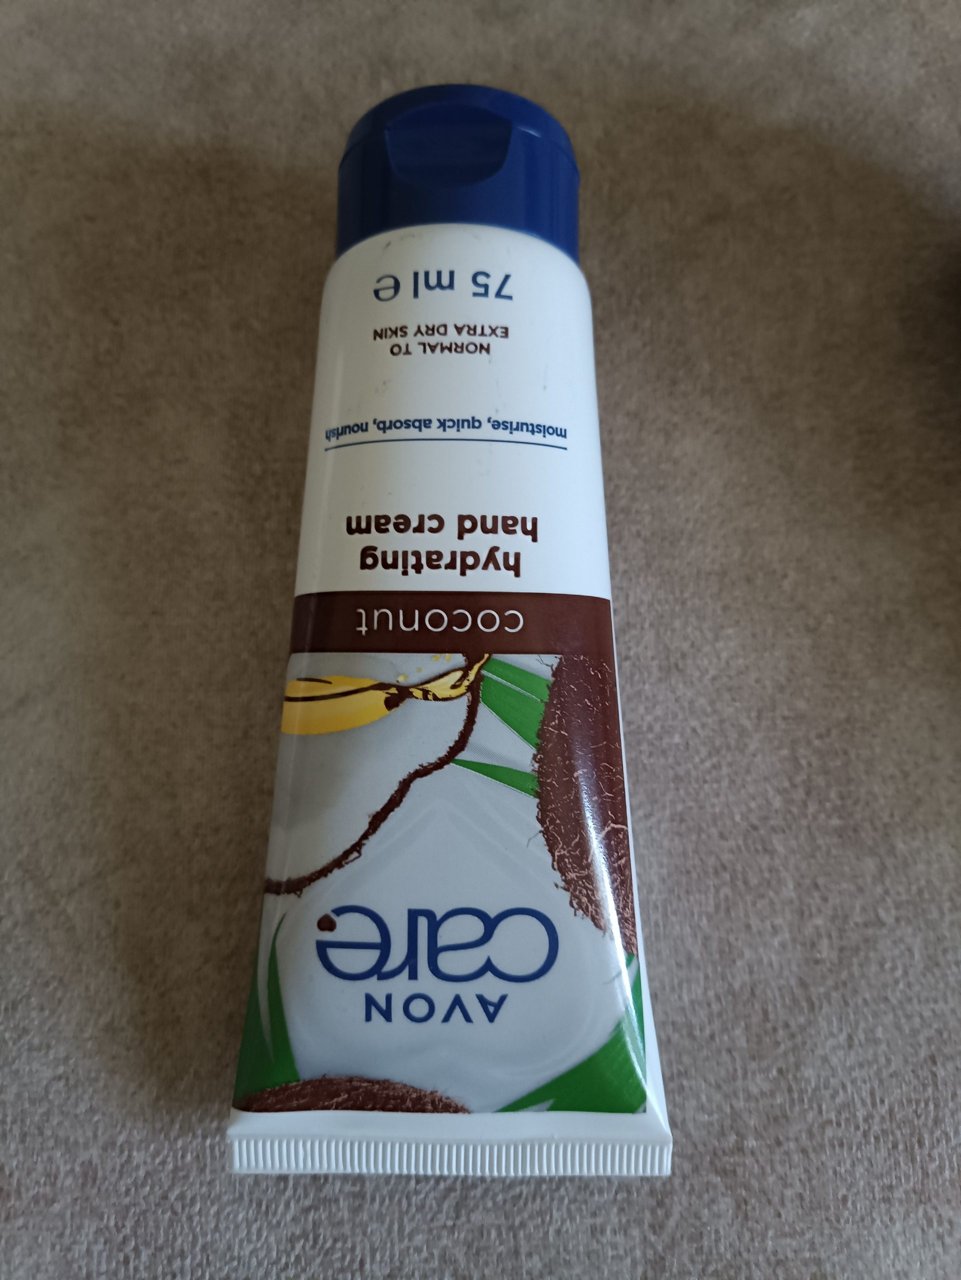 AVON
care
coconut
hydrating
hand cream
moisturise, quick absorb, nourish
NORMAL TO
EXTRA DRY SKIN
75 ml ℮